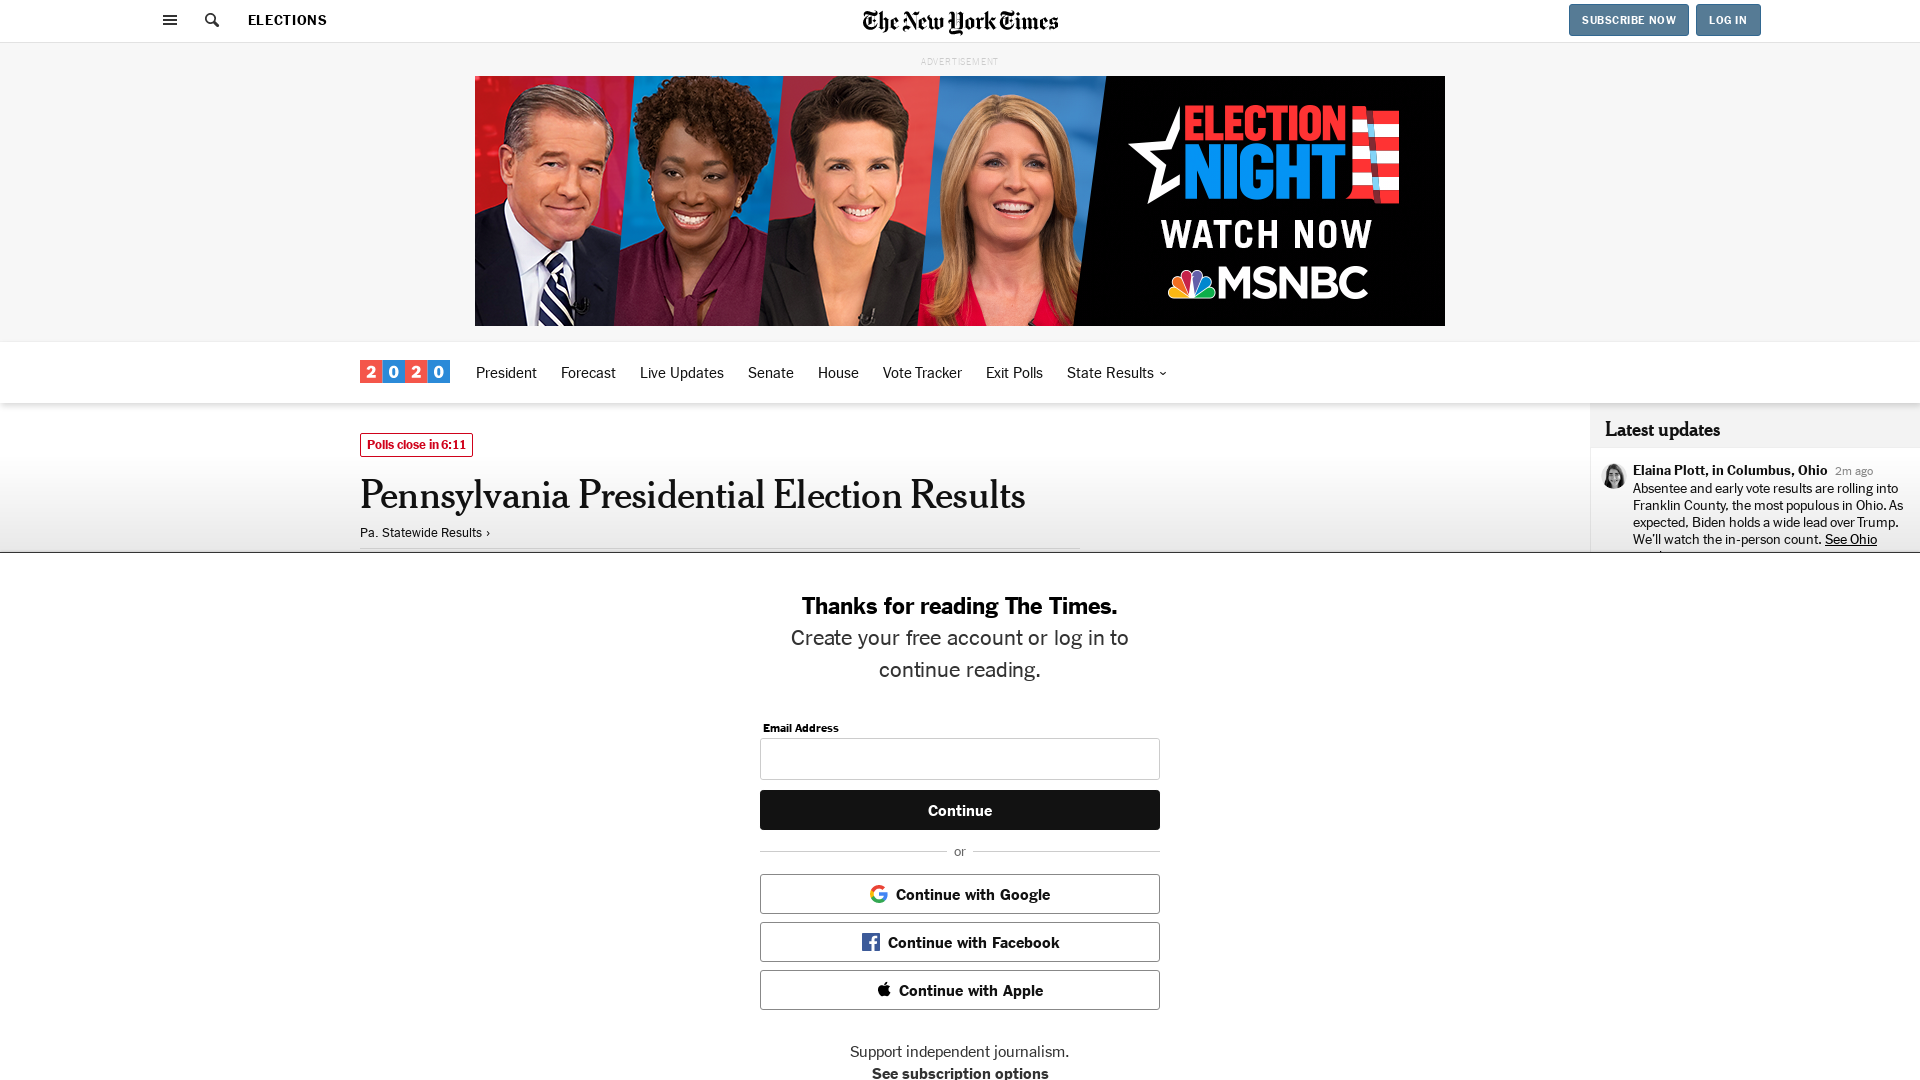 ELECTIONS
The New York Times
SUBSCRIBE NOW
LOG IN
ADVERTISEMENT
ELECTION
NIGHT
WATCH NOW
MSNBC
2020
President
Forecast
Live Updates
Senate
House
Vote Tracker
Exit Polls
State Results
Polls close in 6:11
Pennsylvania Presidential Election Results
Pa. Statewide Results ›
Latest updates
Elaina Plott, in Columbus, Ohio 2m ago
Absentee and early vote results are rolling into
Franklin County, the most populous in Ohio. As
expected, Biden holds a wide lead over Trump.
We’ll watch the in-person count. See Ohio
Thanks for reading The Times.
Create your free account or log in to
continue reading.
Email Address
Continue
or
Continue with Google
Continue with Facebook
Continue with Apple
Support independent journalism.
See subscription options